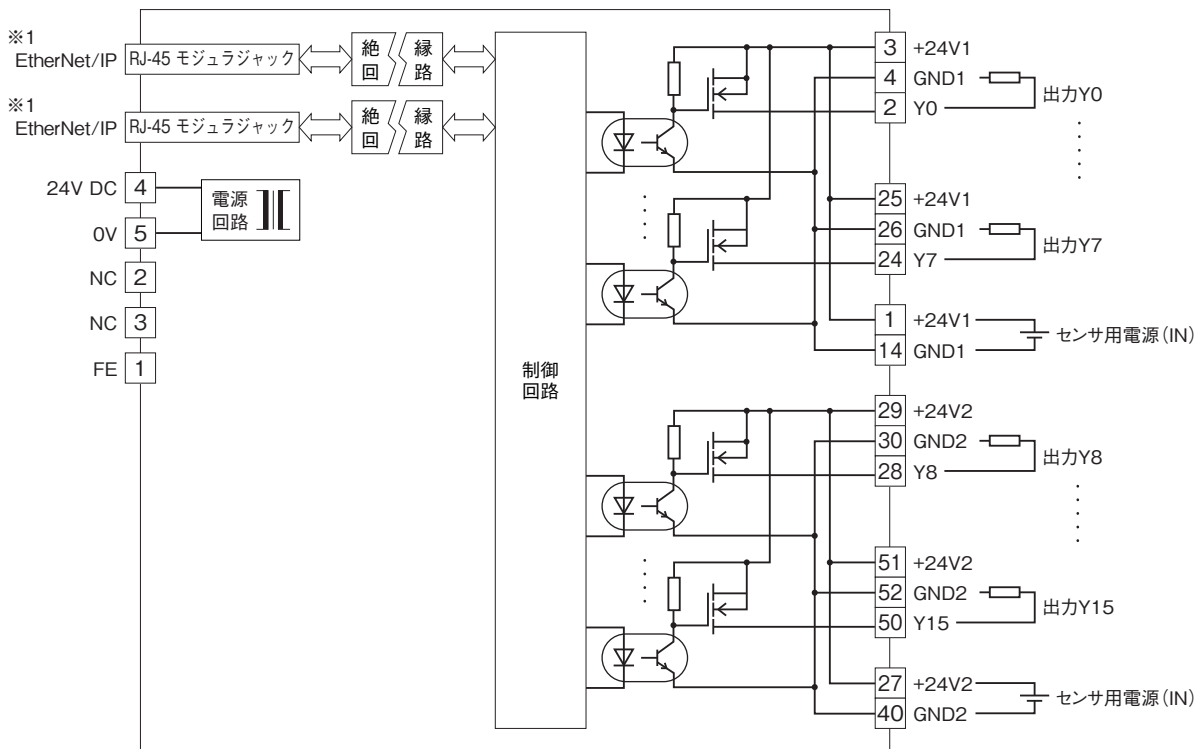 ※1
EtherNet/IP
RJ-45 モジュラジャック
絶 縁
回 路
※1
EtherNet/IP
RJ-45 モジュラジャック
絶 縁
回 路
24V DC 4
0V 5
電源
回路
NC 2
NC 3
FE 1
制御
回路
3 +24V1
4 GND1
2 Y0
出力Y0
25 +24V1
26 GND1
24 Y7
出力Y7
1 +24V1
14 GND1
センサ用電源(IN)
29 +24V2
30 GND2
28 Y8
出力Y8
51 +24V2
52 GND2
50 Y15
出力Y15
27 +24V2
40 GND2
センサ用電源(IN)